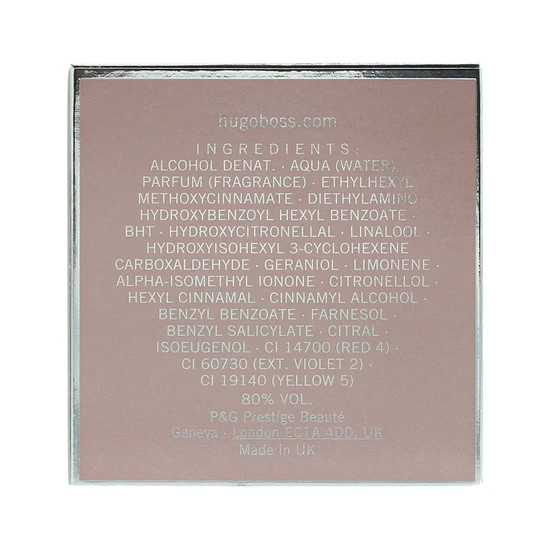 hugoboss.com
INGREDIENTS:
ALCOHOL DENAT. · AQUA (WATER)
PARFUM (FRAGRANCE) · ETHYLHEXYL
METHOXYCINNAMATE · DIETHYLAMINO
HYDROXYBENZOYL HEXYL BENZOATE ·
BHT · HYDROXYCITRONELLAL · LINALOOL ·
HYDROXYISOHEXYL 3-CYCLOHEXENE
CARBOXALDEHYDE · GERANIOL · LIMONENE ·
ALPHA-ISOMETHYL IONONE · CITRONELLOL ·
HEXYL CINNAMAL · CINNAMYL ALCOHOL ·
BENZYL BENZOATE · FARNESOL ·
BENZYL SALICYLATE · CITRAL ·
ISOEUGENOL · CI 14700 (RED 4) ·
CI 60730 (EXT. VIOLET 2) ·
CI 19140 (YELLOW 5)
80% VOL.
P&G Prestige Beauté
Geneva · London EC1A 4DD, UK
Made in UK